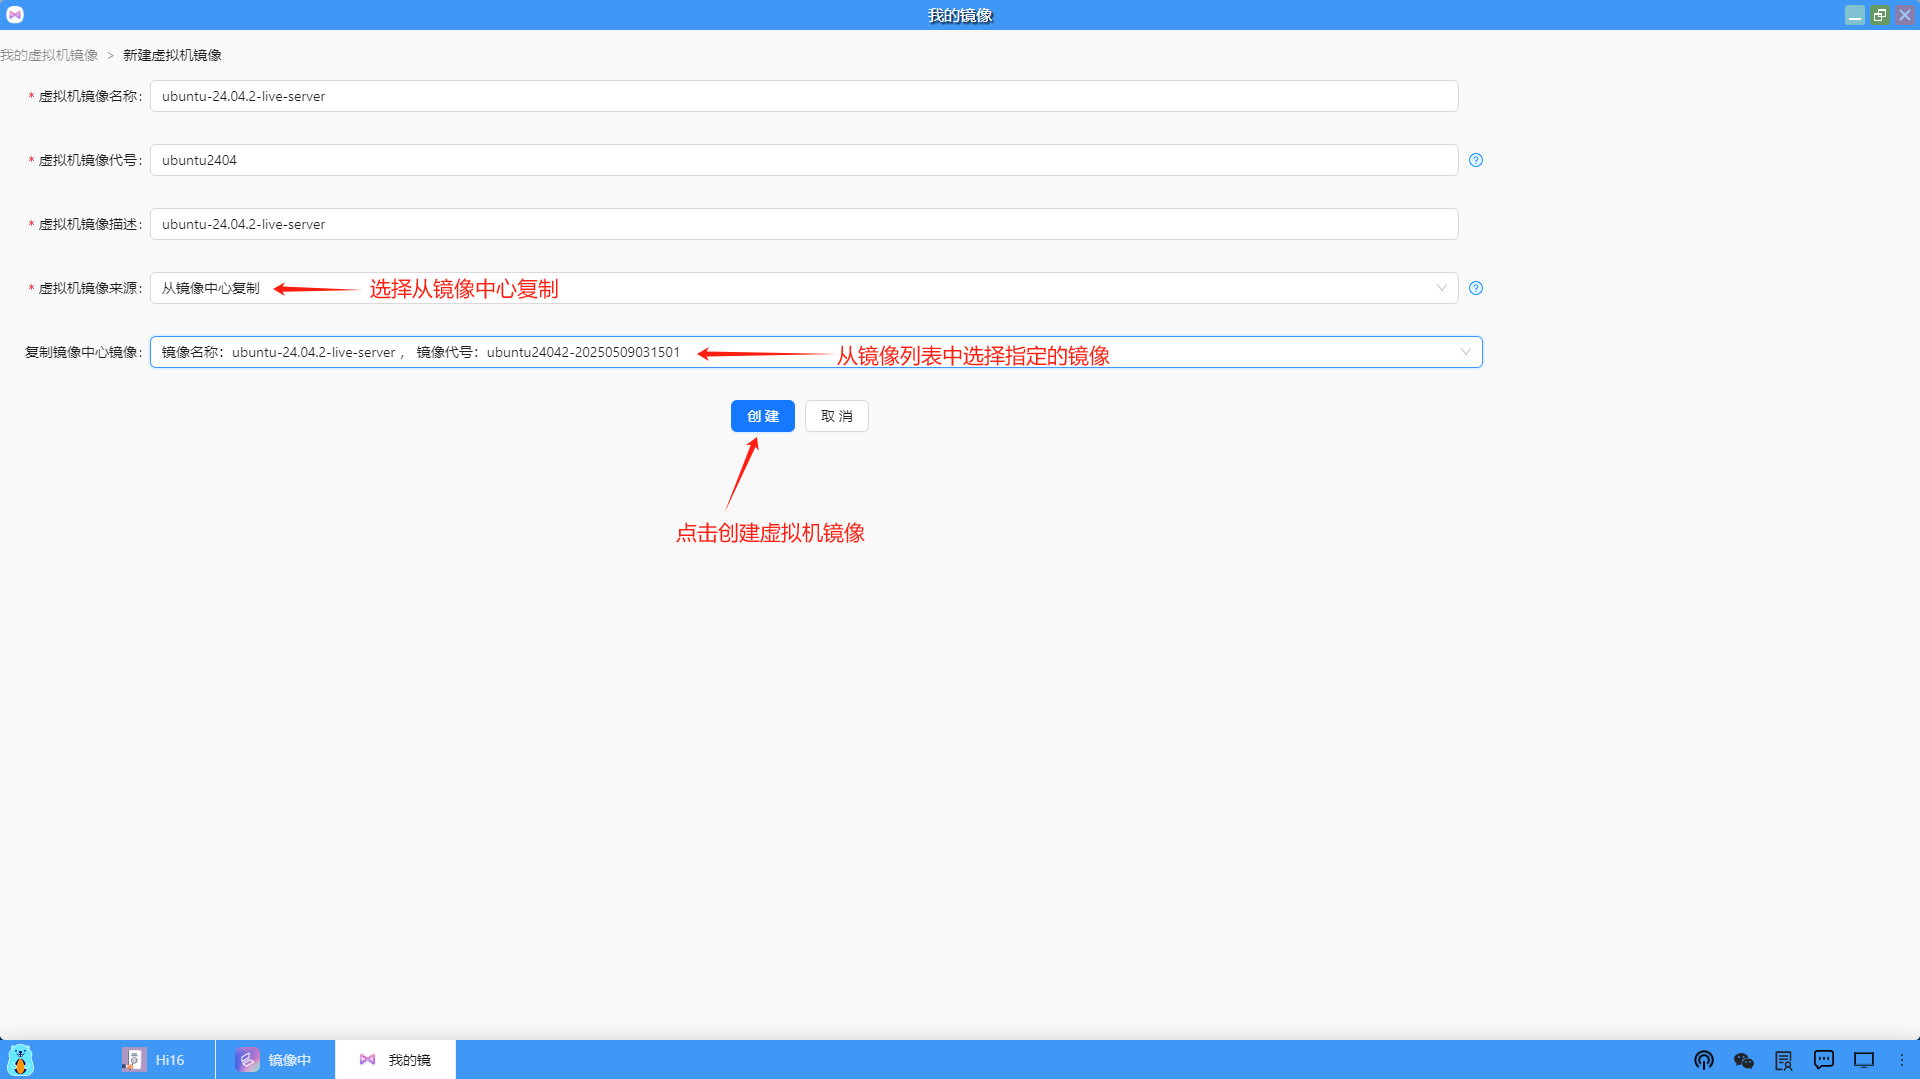 我的镜像
我的虚拟机镜像 > 新建虚拟机镜像
* 虚拟机镜像名称： ubuntu-24.04.2-live-server
* 虚拟机镜像代号： ubuntu2404
* 虚拟机镜像描述： ubuntu-24.04.2-live-server
* 虚拟机镜像来源： 从镜像中心复制 选择从镜像中心复制
复制镜像中心镜像： 镜像名称：ubuntu-24.04.2-live-server ， 镜像代号：ubuntu24042-20250509031501 从镜像列表中选择指定的镜像
创 建 取 消
点击创建虚拟机镜像
Hi16 镜像中 我的镜